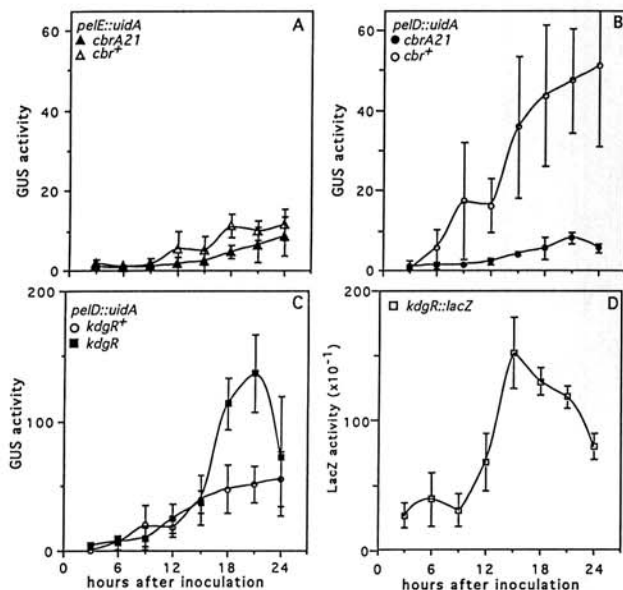 A
pelE::uidA
cbrA21
cbr+
60
40
20
0
GUS activity
B
pelD::uidA
cbrA21
cbr+
60
40
20
0
GUS activity
C
pelD::uidA
kdgR+
kdgR
200
100
0
GUS activity
0 6 12 18 24
hours after inoculation
D
kdgR::lacZ
200
100
0
LacZ activity (x10-1)
0 6 12 18 24
hours after inoculation